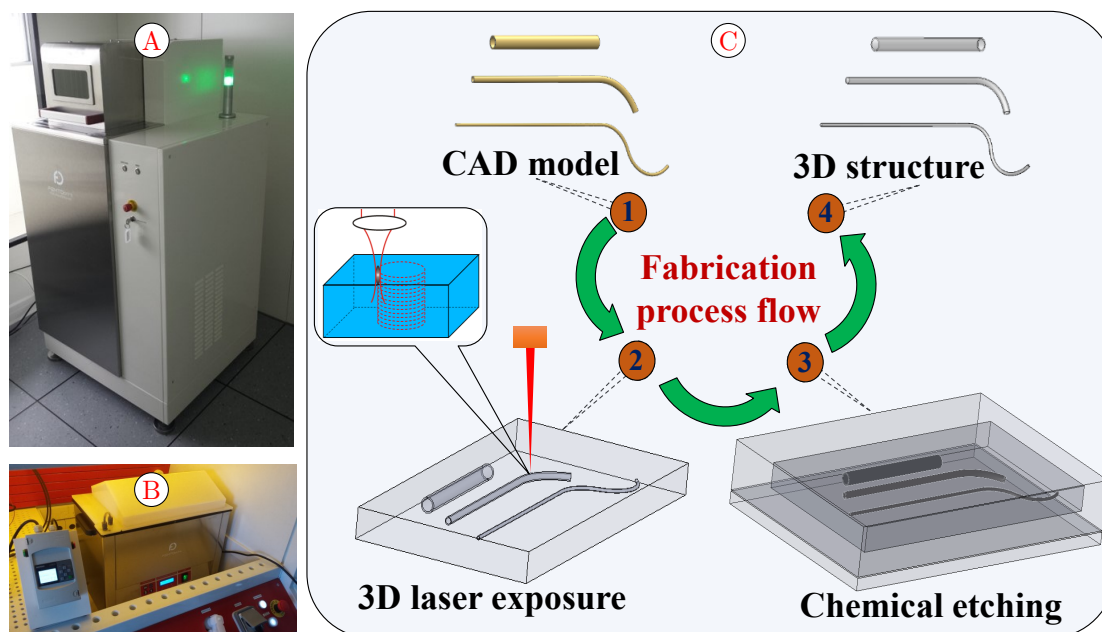 A
B
C
CAD model
3D structure
1
4
Fabrication
process flow
2
3
3D laser exposure
Chemical etching